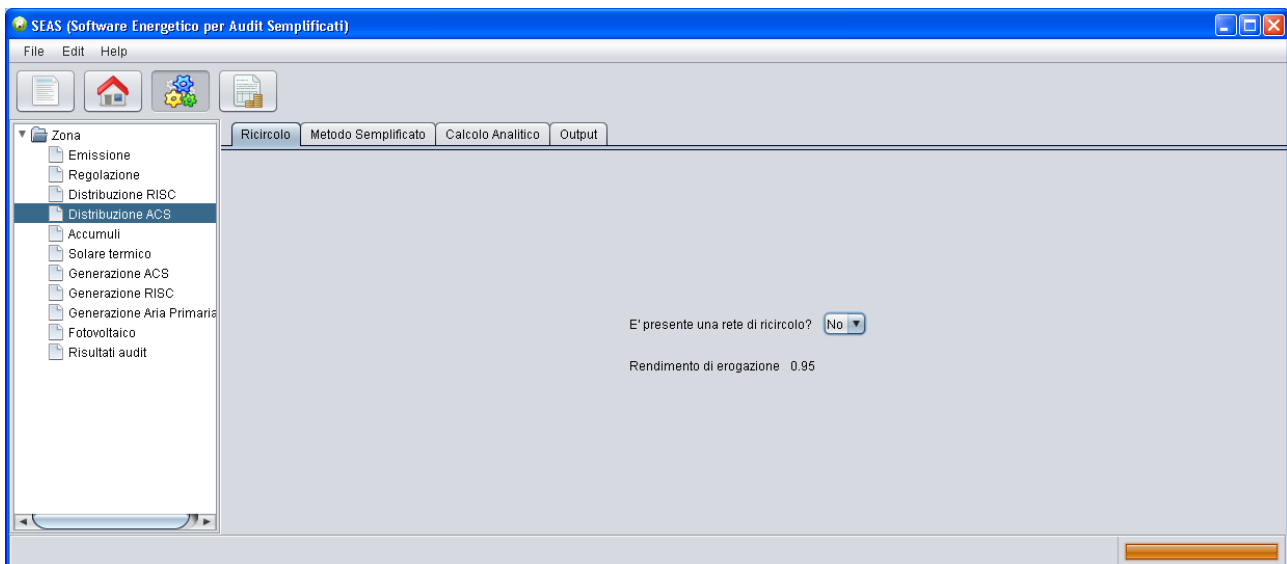 SEAS (Software Energetico per Audit Semplificati)
File Edit Help
Zona
Emissione
Regolazione
Distribuzione RISC
Distribuzione ACS
Accumuli
Solare termico
Generazione ACS
Generazione RISC
Generazione Aria Primaria
Fotovoltaico
Risultati audit
Ricircolo Metodo Semplificato Calcolo Analitico Output
E' presente una rete di ricircolo? No
Rendimento di erogazione 0.95